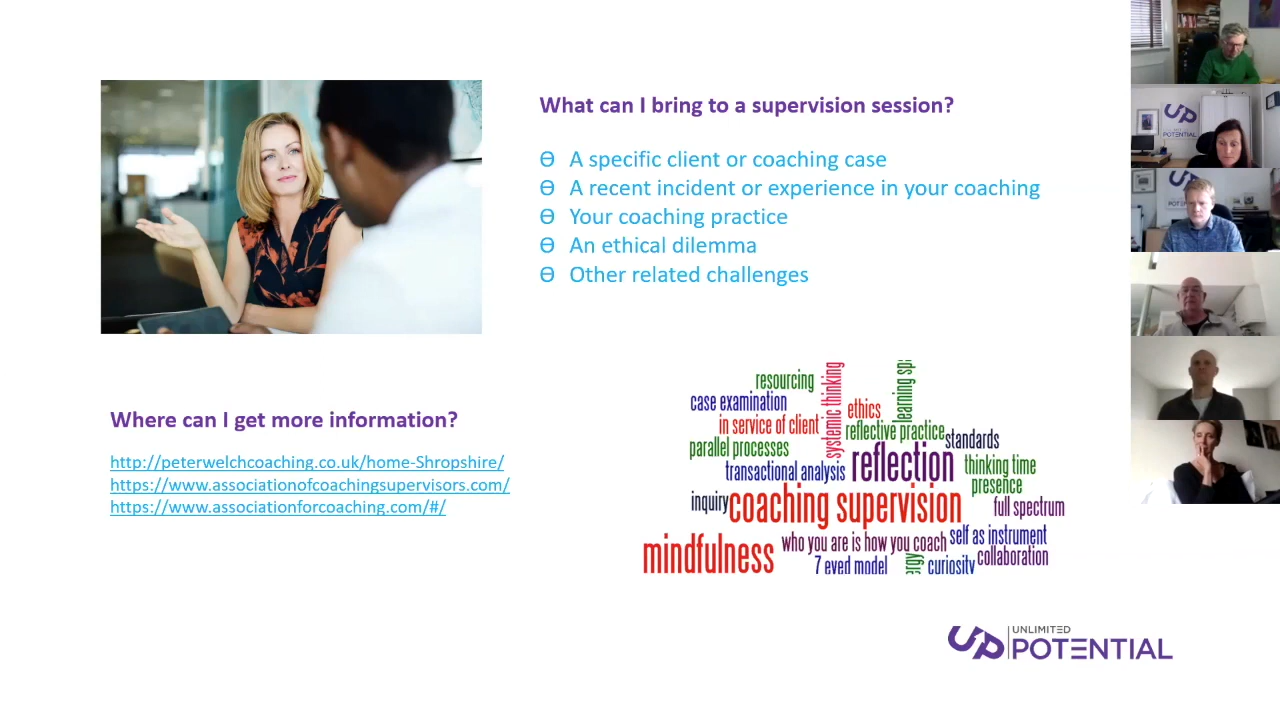 What can I bring to a supervision session?
Ɵ A specific client or coaching case
Ɵ A recent incident or experience in your coaching
Ɵ Your coaching practice
Ɵ An ethical dilemma
Ɵ Other related challenges
Where can I get more information?
http://peterwelchcoaching.co.uk/home-Shropshire/
https://www.associationofcoachingsupervisors.com/
https://www.associationforcoaching.com/#/
resourcing
systemic thinking
learning
case examination
ethics
in service of client
reflective practice
standards
parallel processes
transactional analysis
reflection
thinking time
presence
inquiry
coaching supervision
full spectrum
mindfulness
who you are is how you coach
self as instrument
collaboration
7 eyed model
curiosity
UP
UNLIMITED
POTENTIAL
UP
POTENTIAL